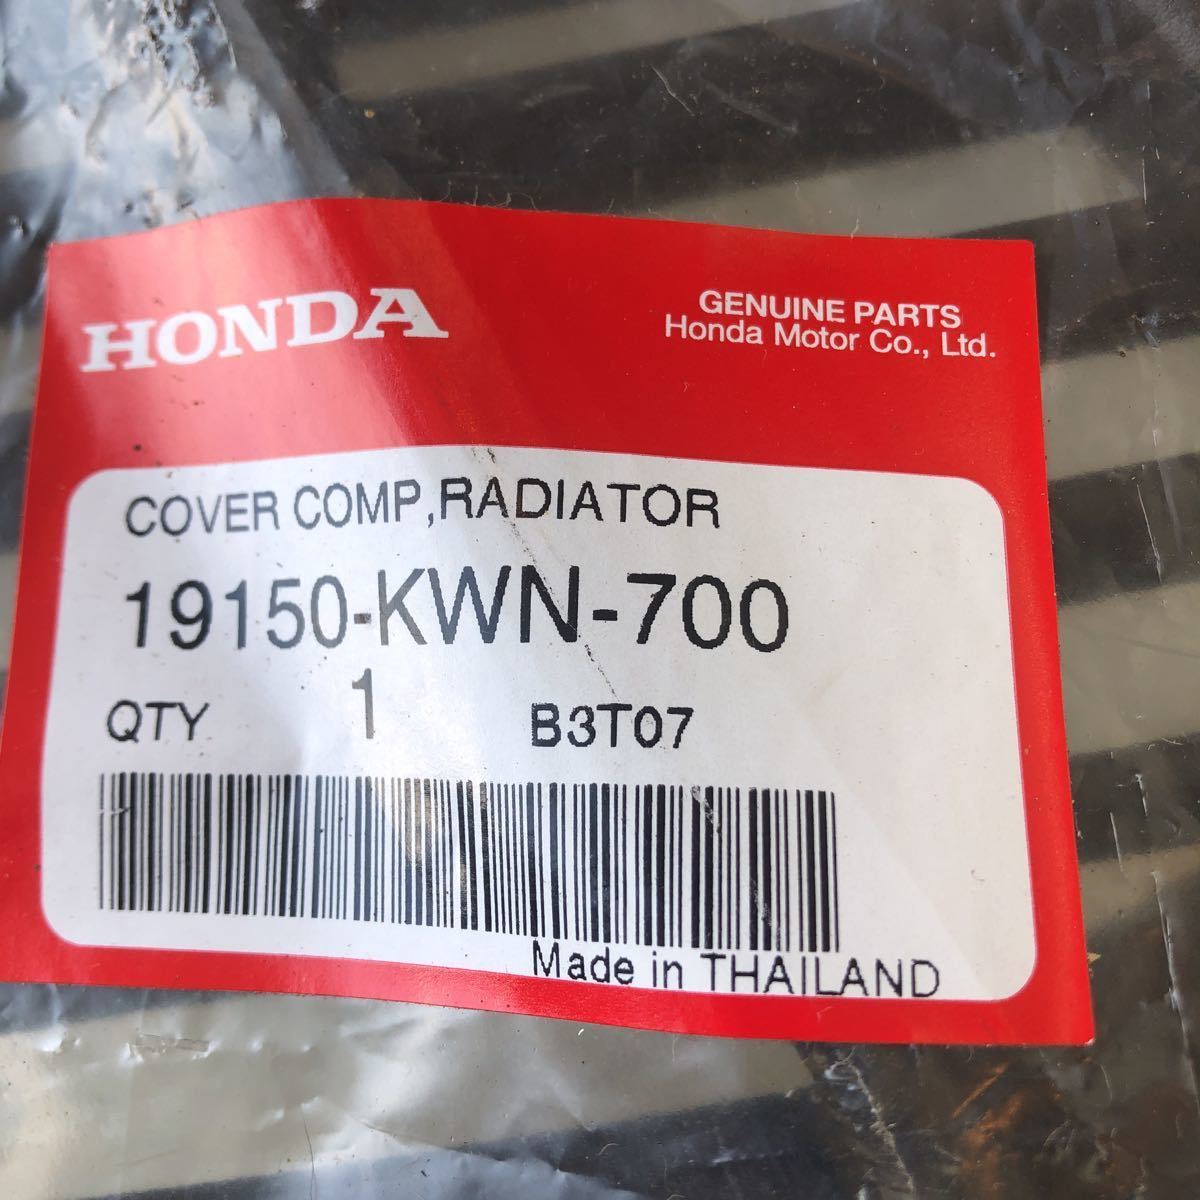 HONDA
GENUINE PARTS
Honda Motor Co., Ltd.
COVER COMP,RADIATOR
19150-KWN-700
QTY 1 B3T07
Made in THAILAND